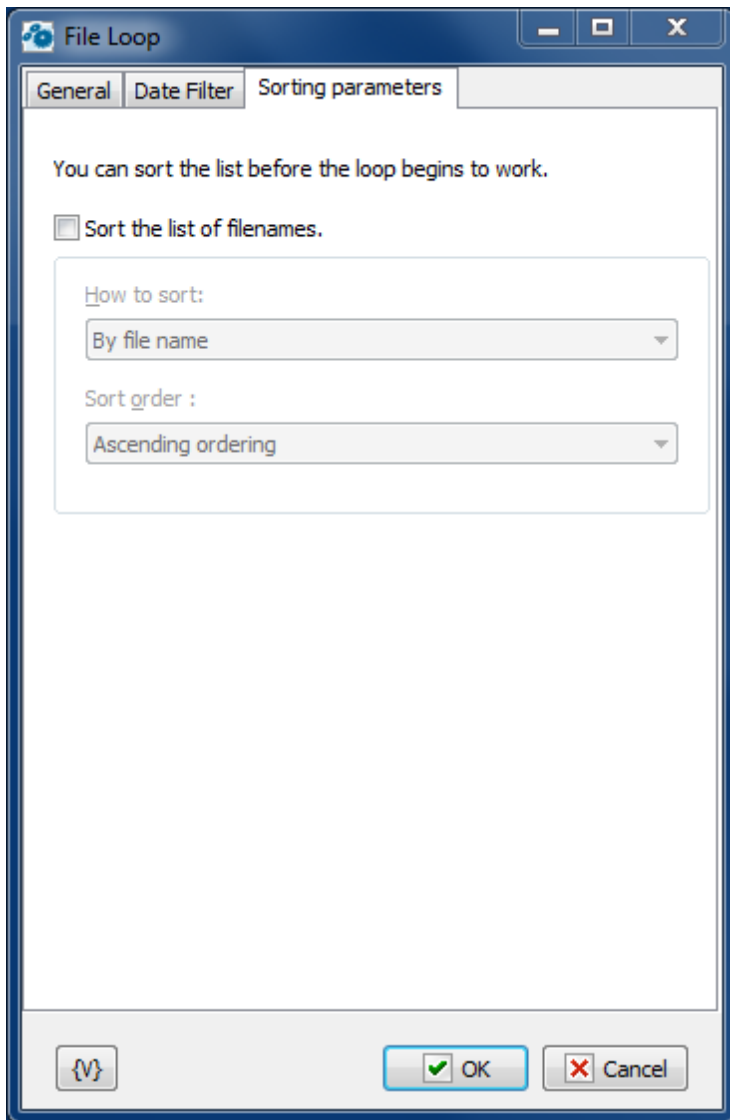 File Loop
General Date Filter Sorting parameters
You can sort the list before the loop begins to work.
Sort the list of filenames.
How to sort:
By file name
Sort order :
Ascending ordering
{V} OK Cancel